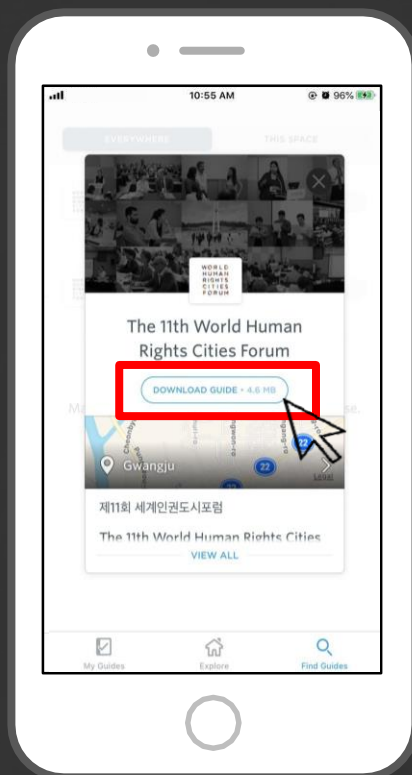 10:55 AM
96%
EVERYWHERE
THIS SPACE
WORLD
HUMAN
RIGHTS
CITIES
FORUM
The 11th World Human
Rights Cities Forum
DOWNLOAD GUIDE • 4.6 MB
22
Gwangju
22
22
Legal
제11회 세계인권도시포럼
The 11th World Human Rights Cities
VIEW ALL
My Guides
Explore
Find Guides